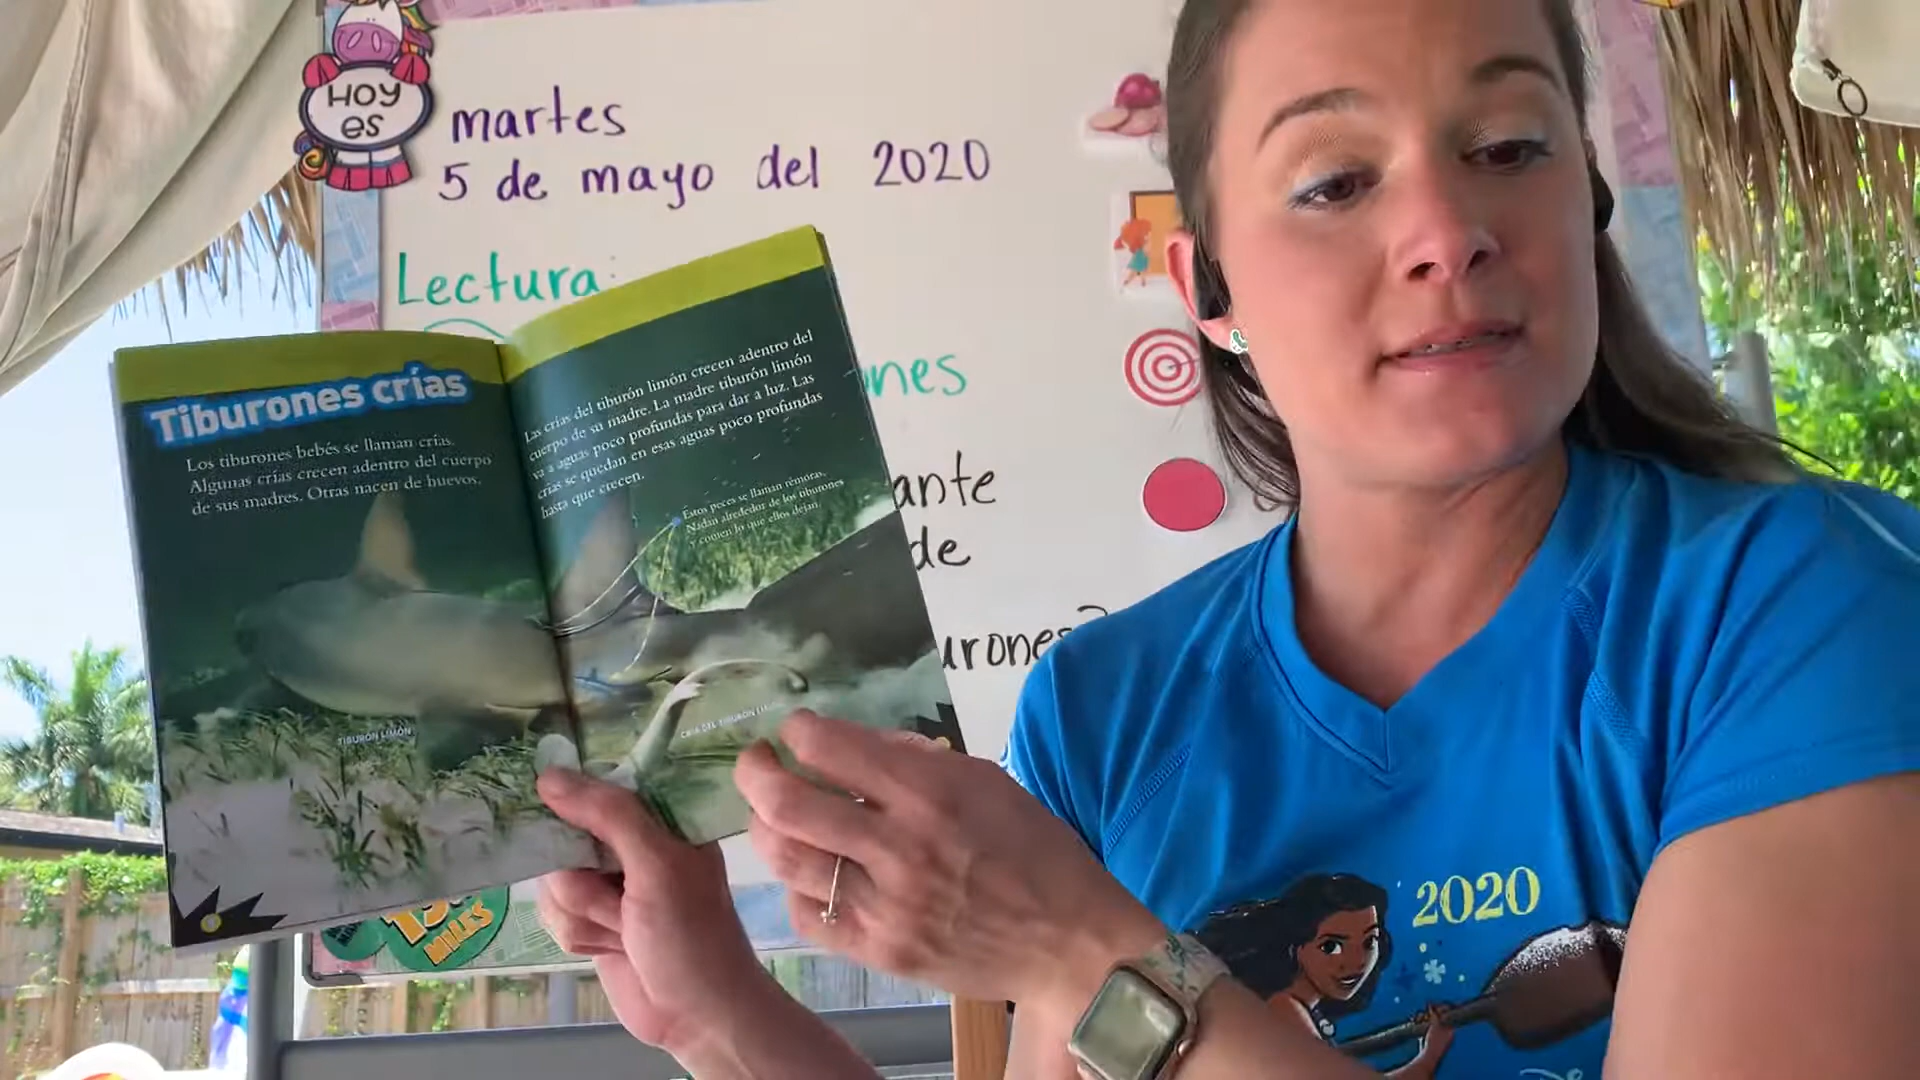 HOY
es
martes
5 de mayo del 2020
Lectura:
Tiburones crías
Los tiburones bebés se llaman crías.
Algunas crías crecen adentro del cuerpo
de sus madres. Otras nacen de huevos.
TIBURÓN LIMÓN
Las crías del tiburón limón crecen adentro del
cuerpo de su madre. La madre tiburón limón
va a aguas poco profundas para dar a luz. Las
crías se quedan en esas aguas poco profundas
hasta que crecen.
Estos peces se llaman rémoras.
Nadan alrededor de los tiburones
y comen lo que ellos dejan.
CRÍA DEL TIBURÓN LIMÓN
nes
ante
de
urones?
MILES
2020